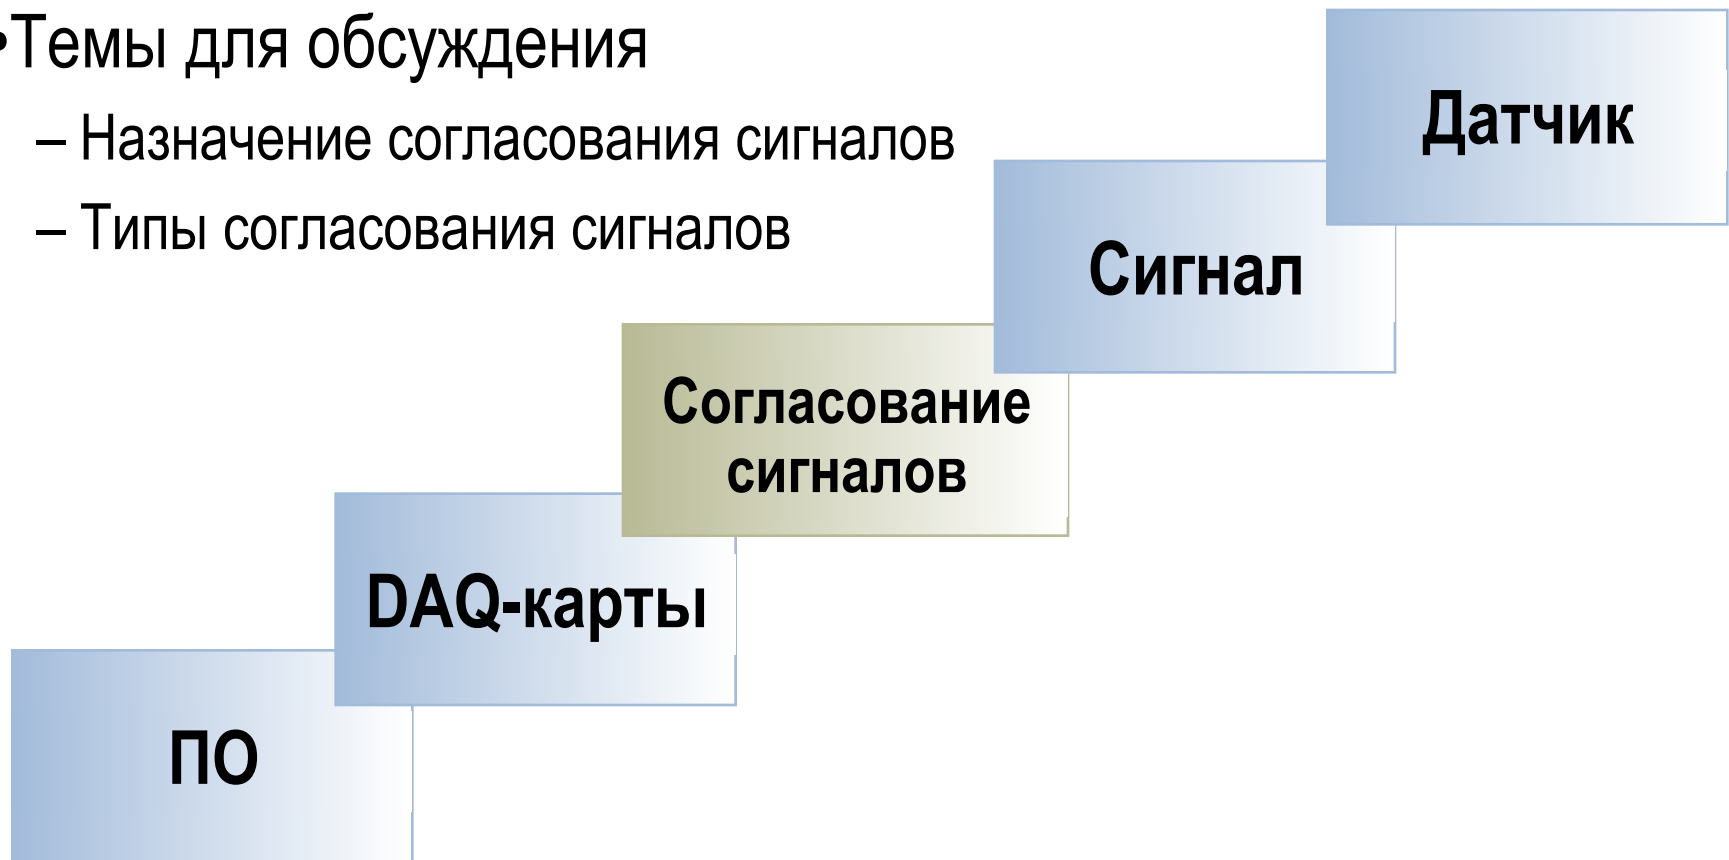 •Темы для обсуждения
– Назначение согласования сигналов
– Типы согласования сигналов
Датчик
Сигнал
Согласование
сигналов
DAQ-карты
ПО